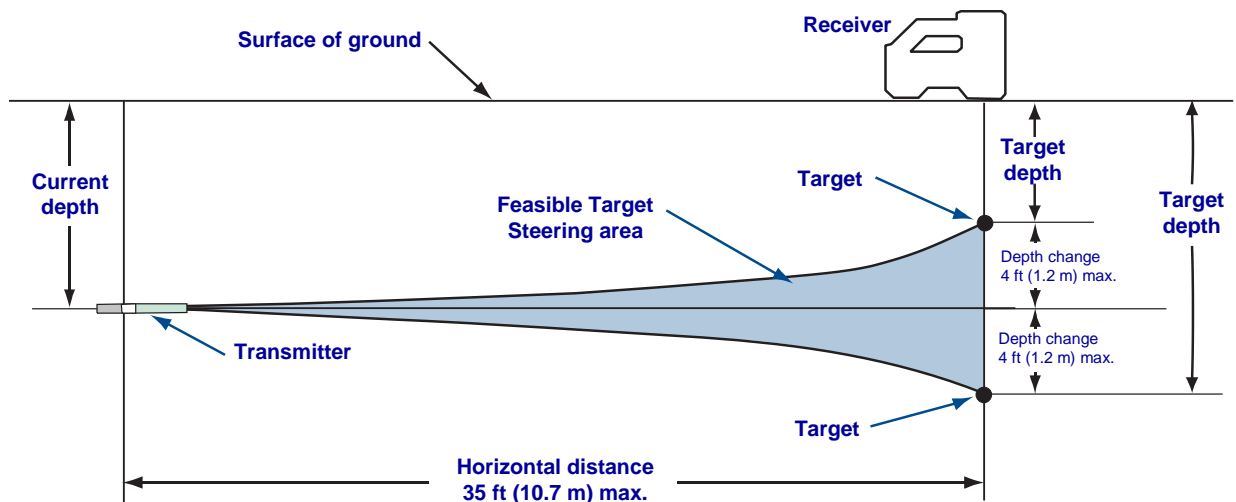 Receiver
Surface of ground
Current
depth
Target
depth
Target
Target
depth
Feasible Target
Steering area
Depth change
4 ft (1.2 m) max.
Transmitter
Depth change
4 ft (1.2 m) max.
Target
Horizontal distance
35 ft (10.7 m) max.